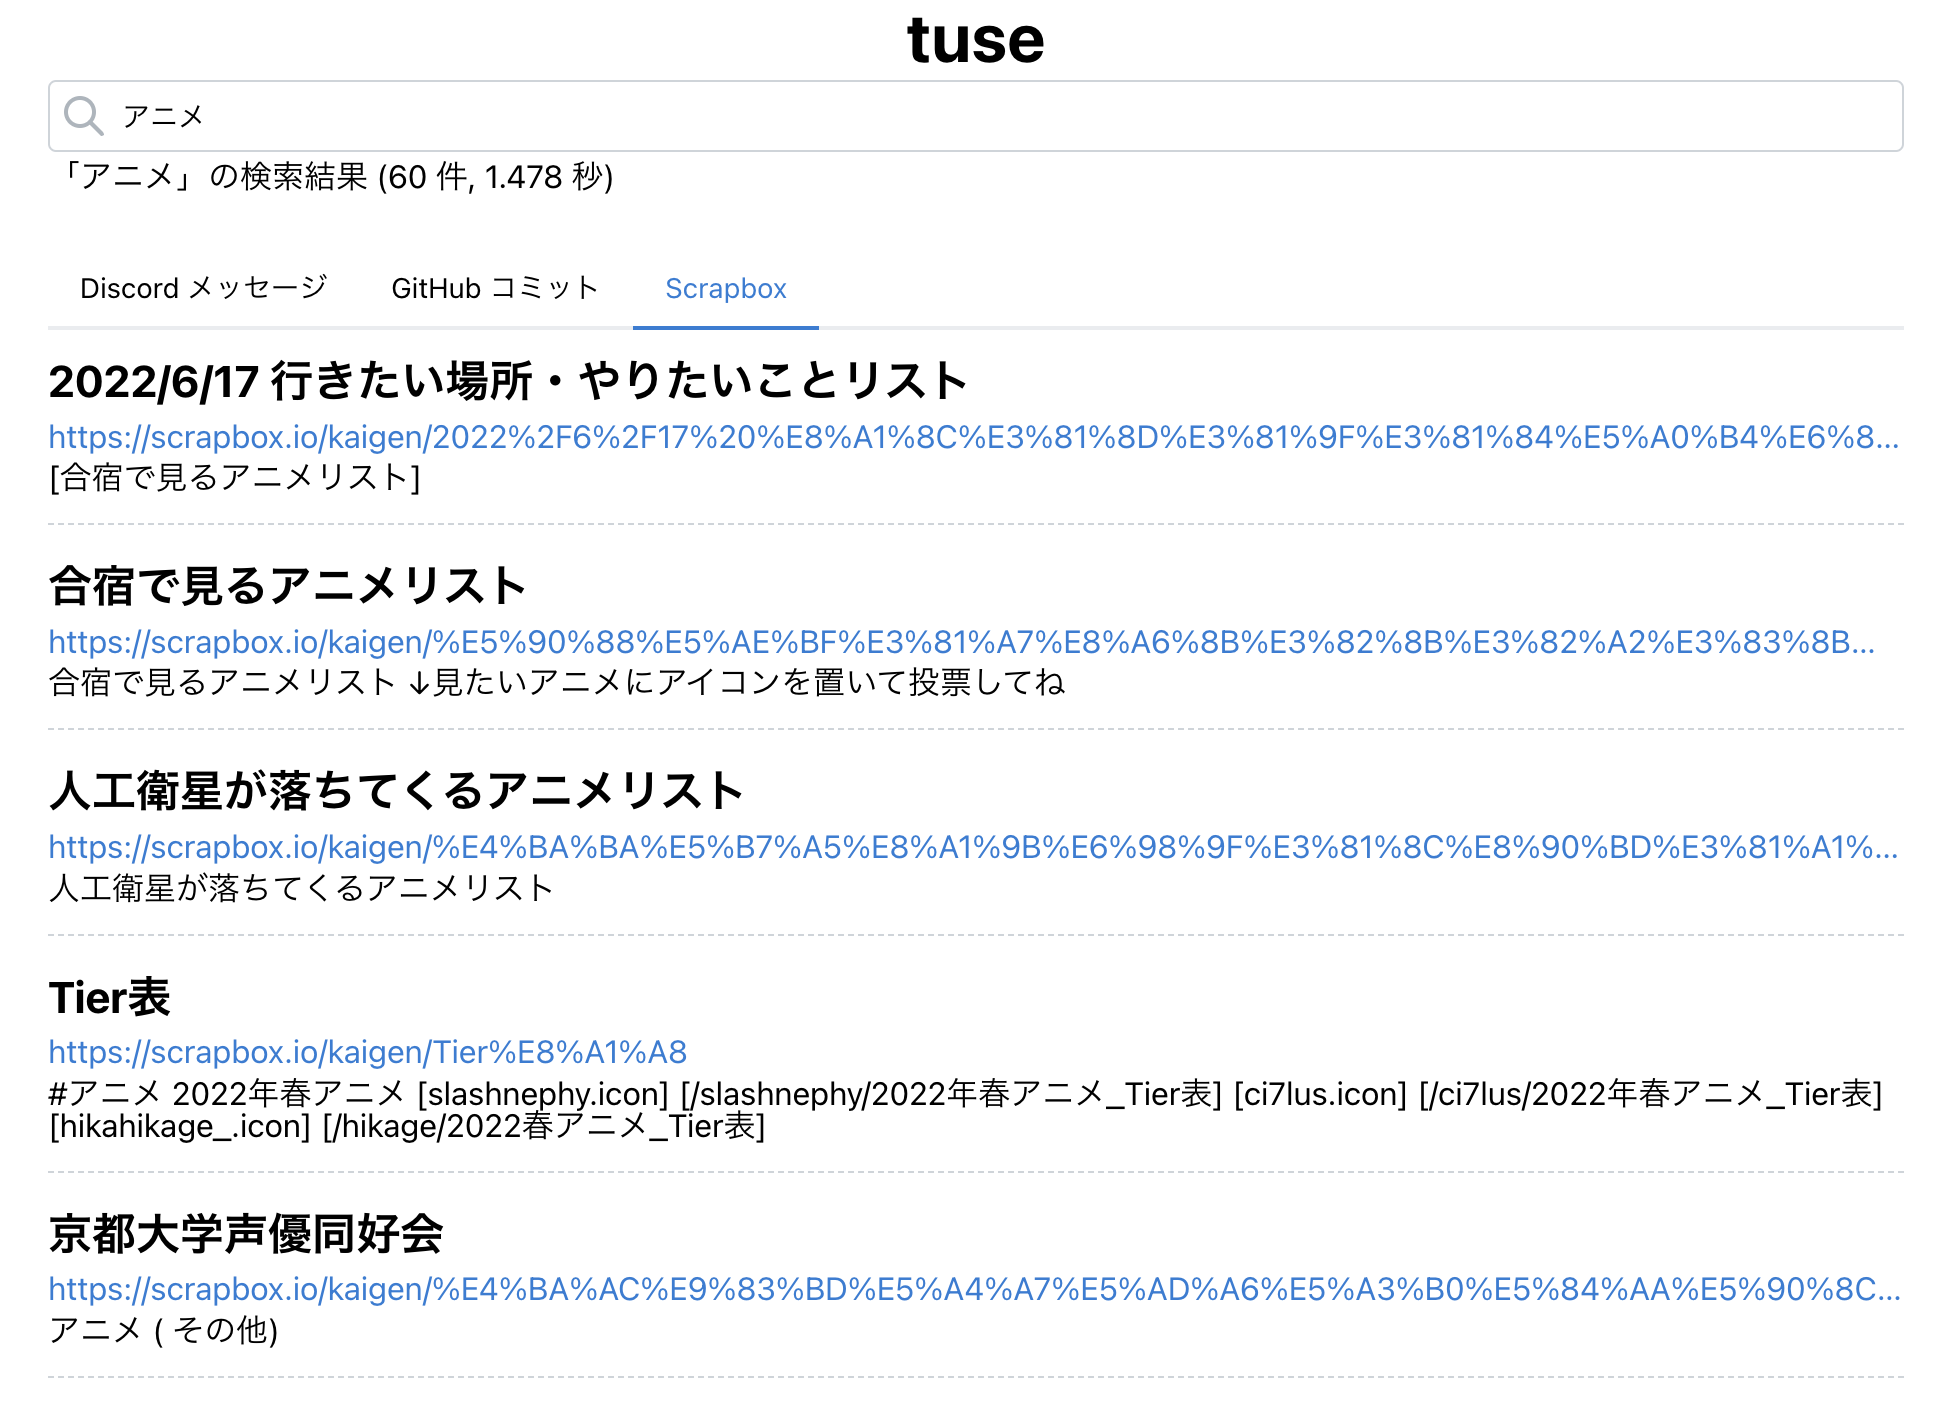 tuse
アニメ
「アニメ」の検索結果 (60 件, 1.478 秒)
Discord メッセージ GitHub コミット Scrapbox
2022/6/17 行きたい場所・やりたいことリスト
https://scrapbox.io/kaigen/2022%2F6%2F17%20%E8%A1%8C%E3%81%8D%E3%81%9F%E3%81%84%E5%A0%B4%E6%8...
[合宿で見るアニメリスト]
合宿で見るアニメリスト
https://scrapbox.io/kaigen/%E5%90%88%E5%AE%BF%E3%81%A7%E8%A6%8B%E3%82%8B%E3%82%A2%E3%83%8B...
合宿で見るアニメリスト ↓見たいアニメにアイコンを置いて投票してね
人工衛星が落ちてくるアニメリスト
https://scrapbox.io/kaigen/%E4%BA%BA%E5%B7%A5%E8%A1%9B%E6%98%9F%E3%81%8C%E8%90%BD%E3%81%A1%...
人工衛星が落ちてくるアニメリスト
Tier表
https://scrapbox.io/kaigen/Tier%E8%A1%A8
#アニメ 2022年春アニメ [slashnephy.icon] [/slashnephy/2022年春アニメ_Tier表] [ci7lus.icon] [/ci7lus/2022年春アニメ_Tier表]
[hikahikage_.icon] [/hikage/2022春アニメ_Tier表]
京都大学声優同好会
https://scrapbox.io/kaigen/%E4%BA%AC%E9%83%BD%E5%A4%A7%E5%AD%A6%E5%A3%B0%E5%84%AA%E5%90%8C...
アニメ ( その他)